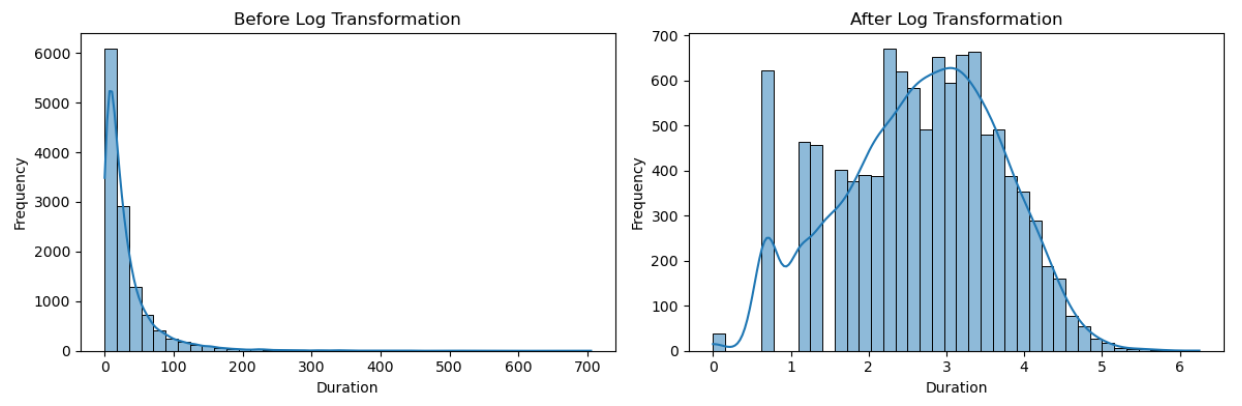 Before Log Transformation
Frequency
6000
5000
4000
3000
2000
1000
0
0 100 200 300 400 500 600 700
Duration
After Log Transformation
Frequency
700
600
500
400
300
200
100
0
0 1 2 3 4 5 6
Duration